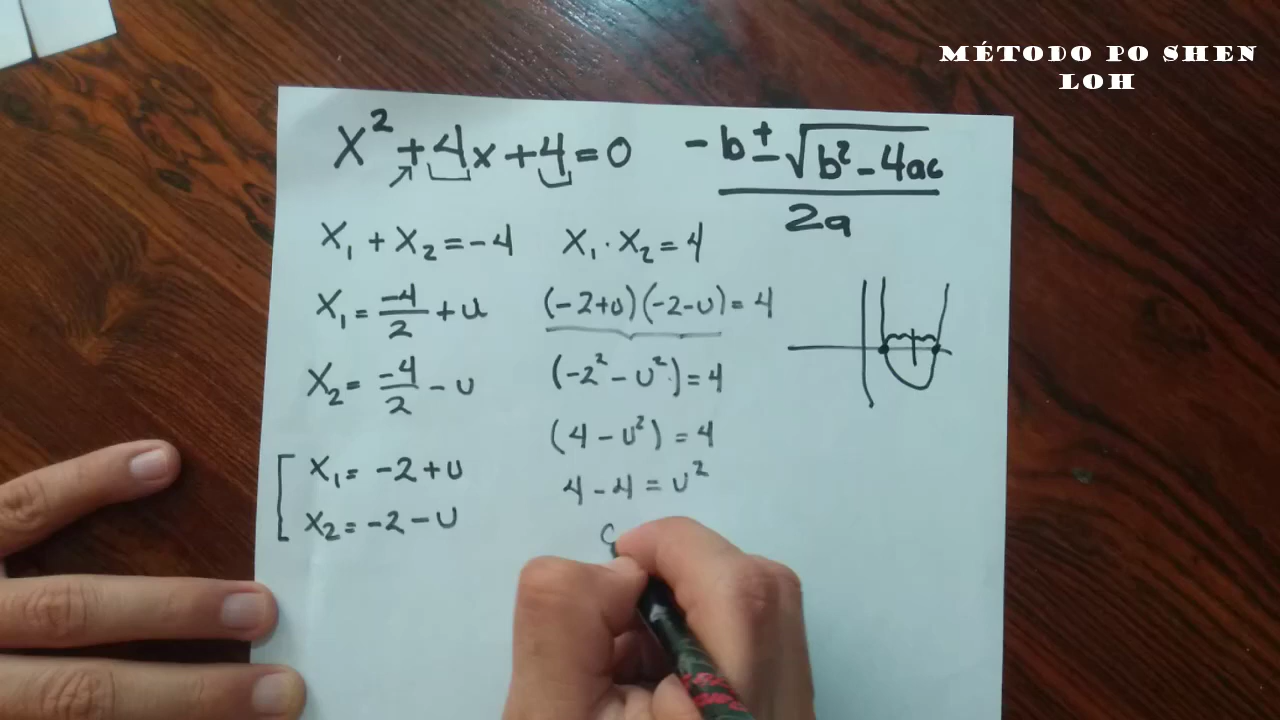 MÉTODO PO SHEN
LOH
x² + 4x + 4 = 0
-b ± √(b² - 4ac)
2a
x₁ + x₂ = -4
x₁ · x₂ = 4
x₁ = -4/2 + u
(-2+u)(-2-u) = 4
x₂ = -4/2 - u
(-2² - u²) = 4
(4 - u²) = 4
x₁ = -2 + u
4 - 4 = u²
x₂ = -2 - u